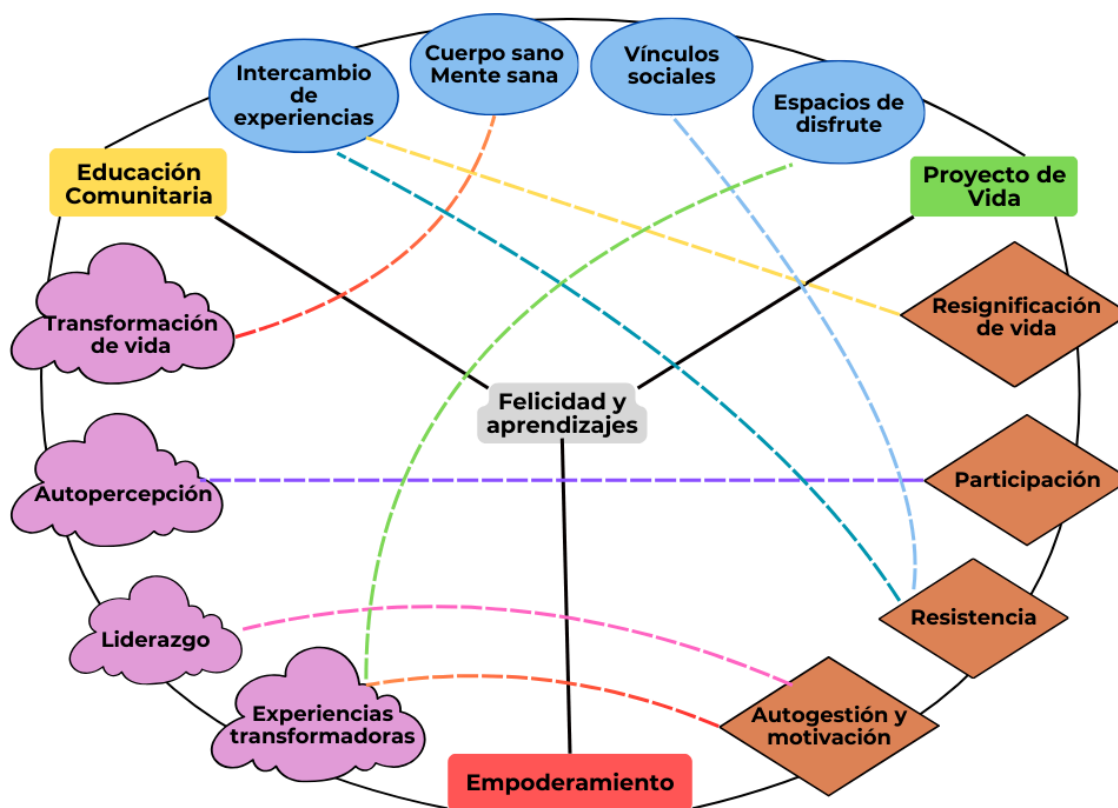 Intercambio
de
experiencias
Cuerpo sano
Mente sana
Vínculos
sociales
Espacios de
disfrute
Educación
Comunitaria
Proyecto de
Vida
Transformación
de vida
Resignificación
de vida
Felicidad y
aprendizajes
Autopercepción
Participación
Liderazgo
Resistencia
Experiencias
transformadoras
Autogestión y
motivación
Empoderamiento